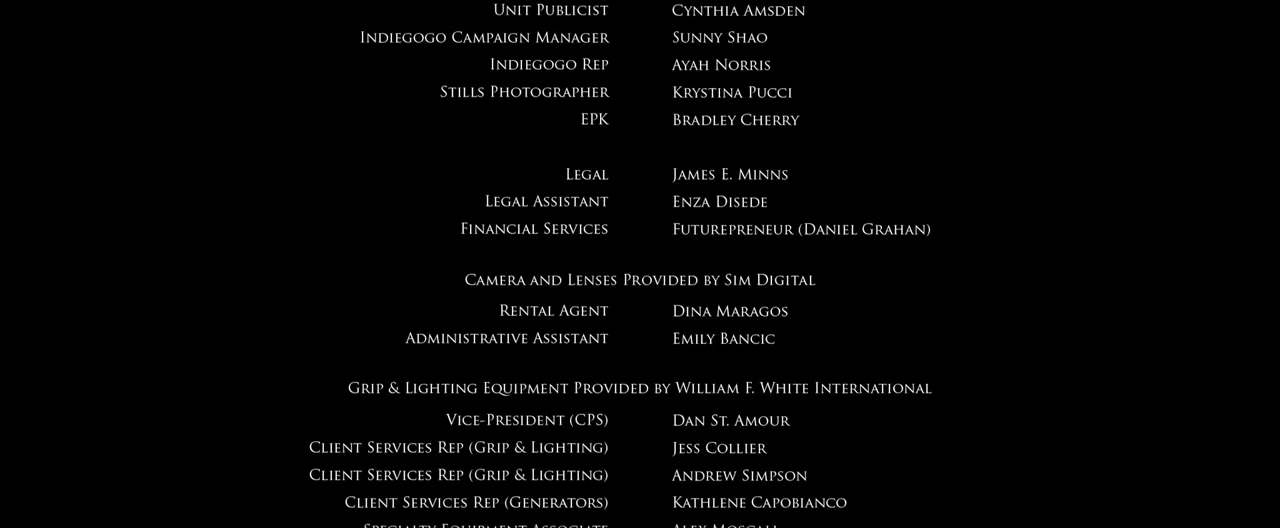 Unit Publicist Cynthia Amsden
Indiegogo Campaign Manager Sunny Shao
Indiegogo Rep Ayah Norris
Stills Photographer Krystina Pucci
EPK Bradley Cherry
Legal James E. Minns
Legal Assistant Enza Disede
Financial Services Futurepreneur (Daniel Grahan)
Camera and Lenses Provided by Sim Digital
Rental Agent Dina Maragos
Administrative Assistant Emily Bancic
Grip & Lighting Equipment Provided by William F. White International
Vice-President (CPS) Dan St. Amour
Client Services Rep (Grip & Lighting) Jess Collier
Client Services Rep (Grip & Lighting) Andrew Simpson
Client Services Rep (Generators) Kathlene Capobianco
Specialty Equipment Associate Alex